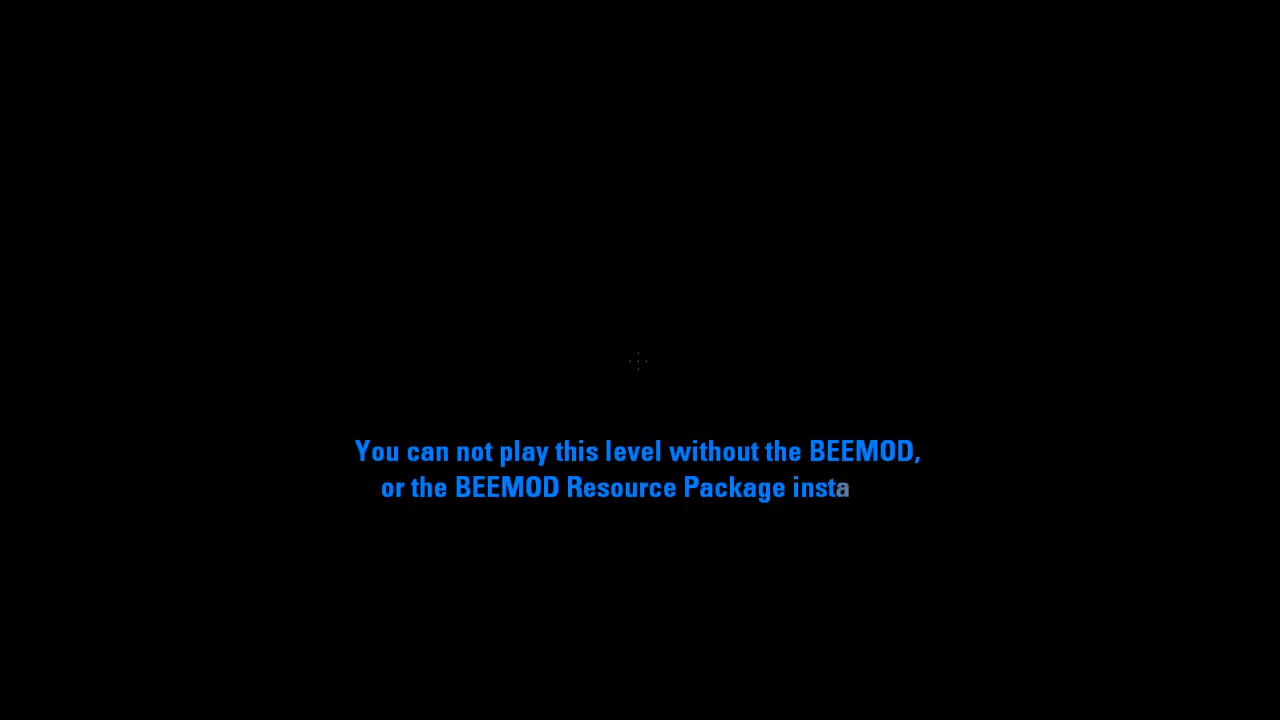 You can not play this level without the BEEMOD,
or the BEEMOD Resource Package insta